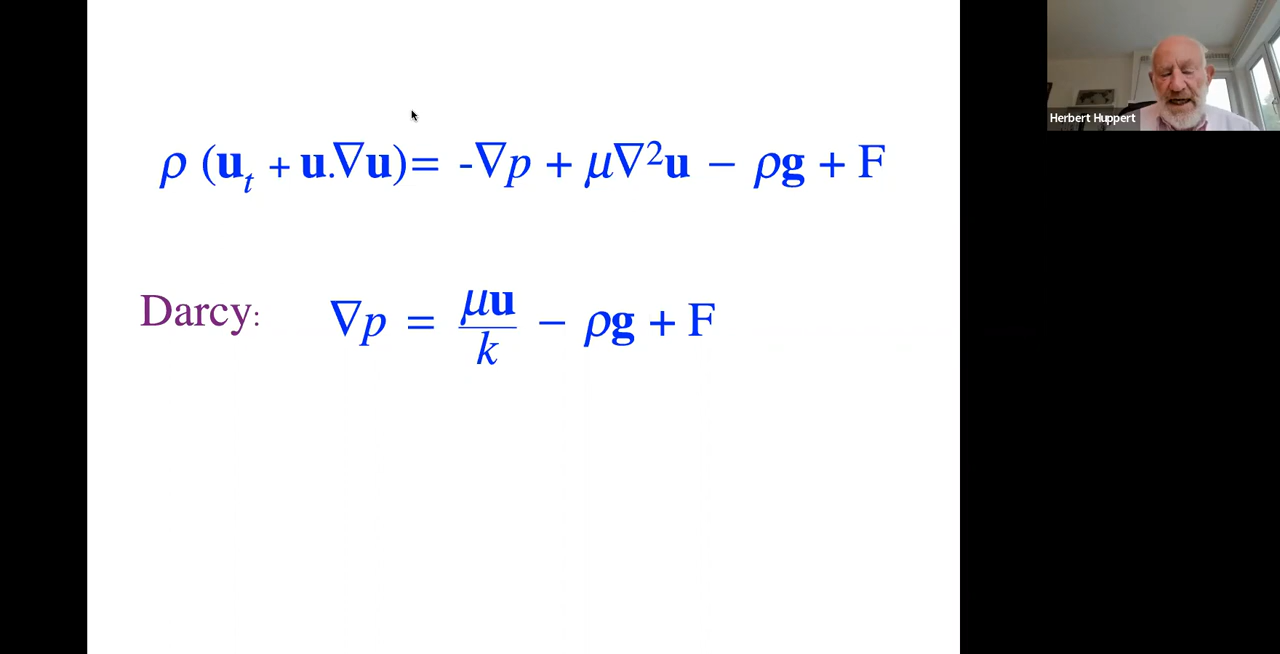 ρ (u_t + u.∇u)= -∇p + μ∇²u − ρg + F
Darcy: ∇p = μu/k − ρg + F
Herbert Huppert